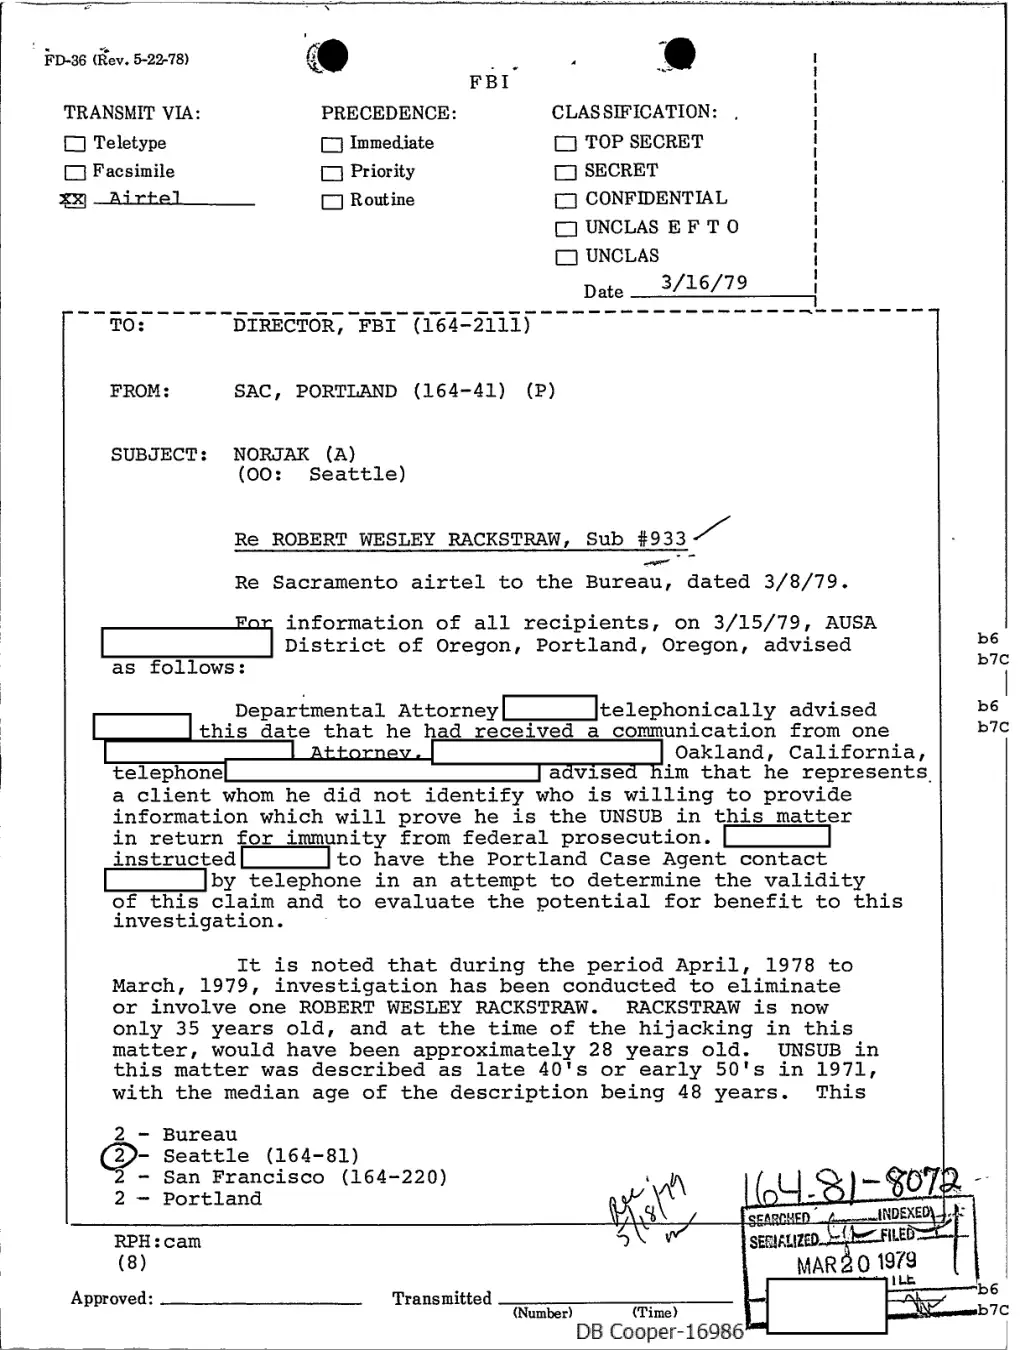 FD-36 (Rev. 5-22-78)
FBI
TRANSMIT VIA:
Teletype
Facsimile
XX Airtel
PRECEDENCE:
Immediate
Priority
Routine
CLASSIFICATION:
TOP SECRET
SECRET
CONFIDENTIAL
UNCLAS E F T O
UNCLAS
Date 3/16/79
TO: DIRECTOR, FBI (164-2111)
FROM: SAC, PORTLAND (164-41) (P)
SUBJECT: NORJAK (A)
(OO: Seattle)
Re ROBERT WESLEY RACKSTRAW, Sub #933
Re Sacramento airtel to the Bureau, dated 3/8/79.
For information of all recipients, on 3/15/79, AUSA
District of Oregon, Portland, Oregon, advised
as follows:
b6
b7C
Departmental Attorney telephonically advised
this date that he had received a communication from one
Attorney, Oakland, California,
telephone advised him that he represents
a client whom he did not identify who is willing to provide
information which will prove he is the UNSUB in this matter
in return for immunity from federal prosecution.
instructed to have the Portland Case Agent contact
by telephone in an attempt to determine the validity
of this claim and to evaluate the potential for benefit to this
investigation.
b6
b7C
It is noted that during the period April, 1978 to
March, 1979, investigation has been conducted to eliminate
or involve one ROBERT WESLEY RACKSTRAW. RACKSTRAW is now
only 35 years old, and at the time of the hijacking in this
matter, would have been approximately 28 years old. UNSUB in
this matter was described as late 40's or early 50's in 1971,
with the median age of the description being 48 years. This
2 - Bureau
2 - Seattle (164-81)
2 - San Francisco (164-220)
2 - Portland
RPH:cam
(8)
164-81-8072
SEARCHED INDEXED
SERIALIZED FILED
MAR 20 1979
b6
b7C
Approved: Transmitted
(Number) (Time)
DB Cooper-16986